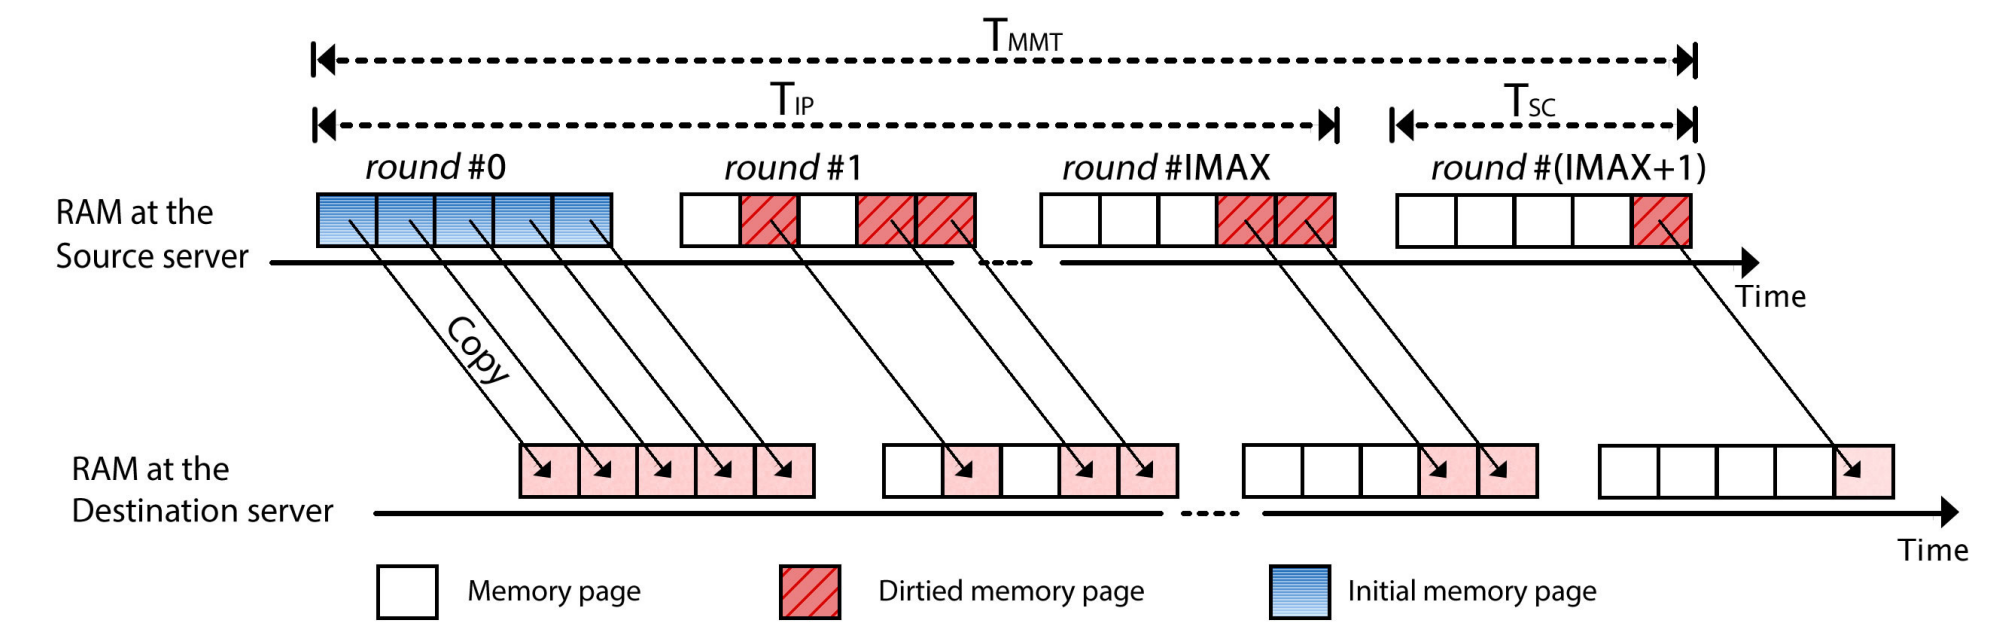 TMMT
TIP
TSC
round #0
round #1
round #IMAX
round #(IMAX+1)
RAM at the
Source server
Time
Copy
RAM at the
Destination server
Time
Memory page
Dirtied memory page
Initial memory page